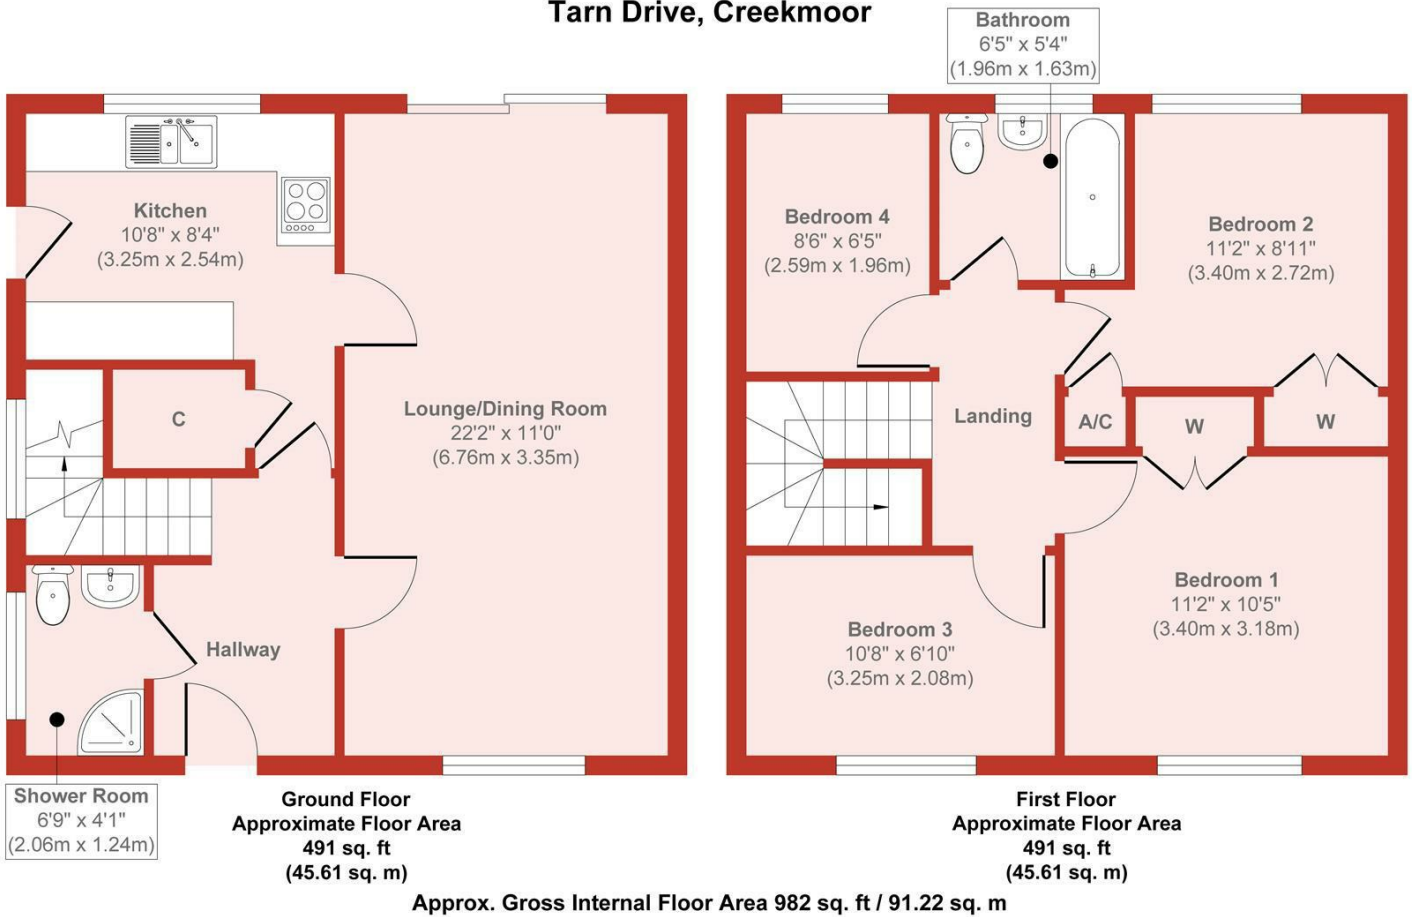 Tarn Drive, Creekmoor
Bathroom
6'5" x 5'4"
(1.96m x 1.63m)
Kitchen
10'8" x 8'4"
(3.25m x 2.54m)
C
Lounge/Dining Room
22'2" x 11'0"
(6.76m x 3.35m)
Hallway
Shower Room
6'9" x 4'1"
(2.06m x 1.24m)
Ground Floor
Approximate Floor Area
491 sq. ft
(45.61 sq. m)
Bedroom 4
8'6" x 6'5"
(2.59m x 1.96m)
Bedroom 2
11'2" x 8'11"
(3.40m x 2.72m)
Landing
A/C
W
W
Bedroom 1
11'2" x 10'5"
(3.40m x 3.18m)
Bedroom 3
10'8" x 6'10"
(3.25m x 2.08m)
First Floor
Approximate Floor Area
491 sq. ft
(45.61 sq. m)
Approx. Gross Internal Floor Area 982 sq. ft / 91.22 sq. m